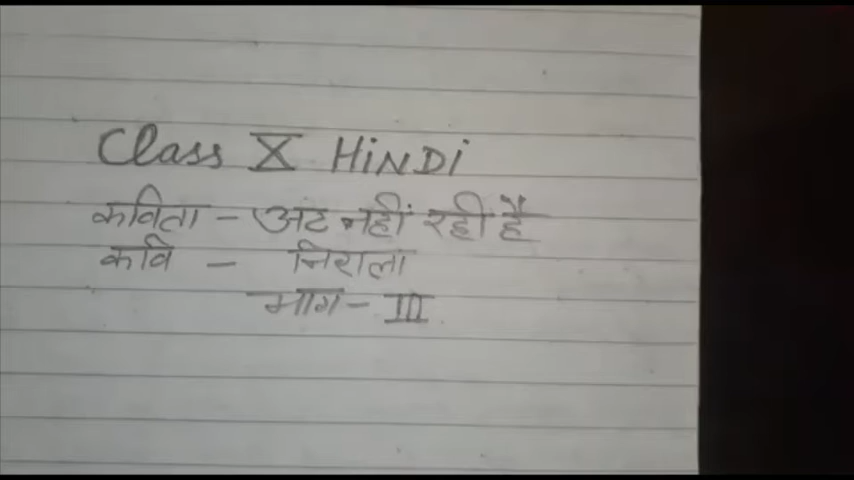 Class X HiNDi
कविता - अट नहीं रही है
कवि - निराला
भाग - III